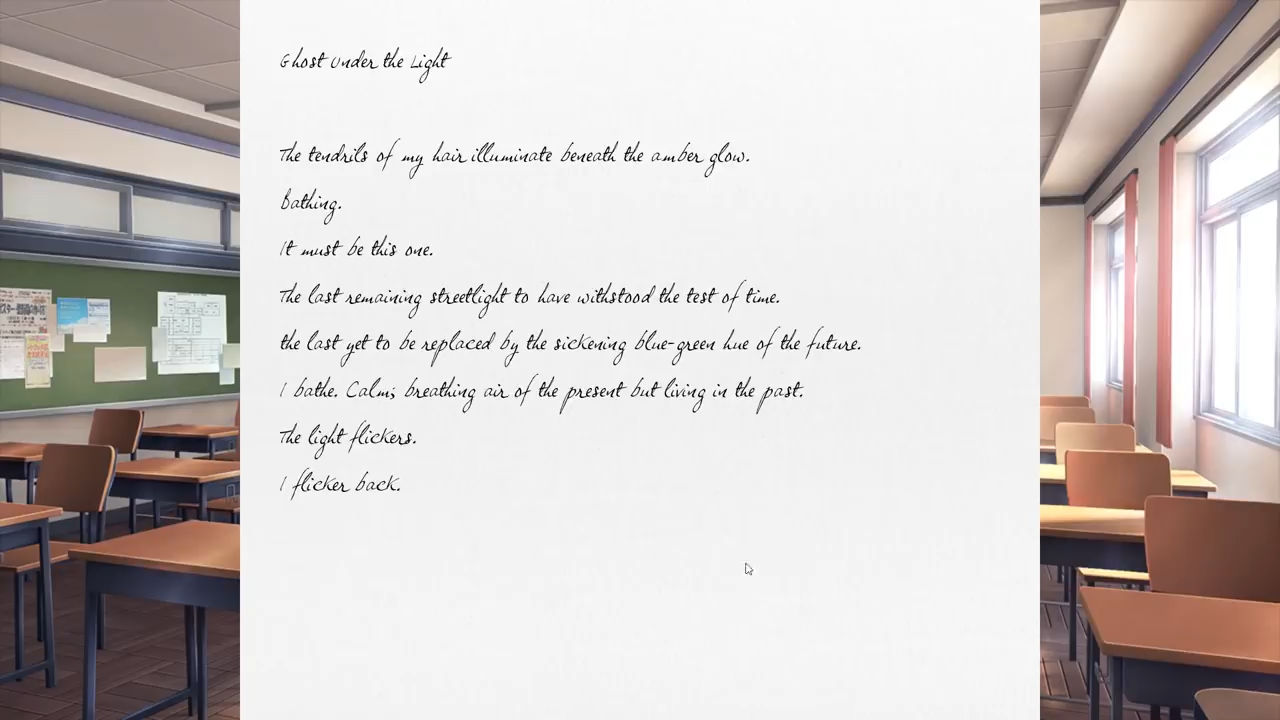 Ghost Under the Light
The tendrils of my hair illuminate beneath the amber glow.
Bathing.
It must be this one.
The last remaining streetlight to have withstood the test of time.
the last yet to be replaced by the sickening blue-green hue of the future.
I bathe. Calm; breathing air of the present but living in the past.
The light flickers.
I flicker back.